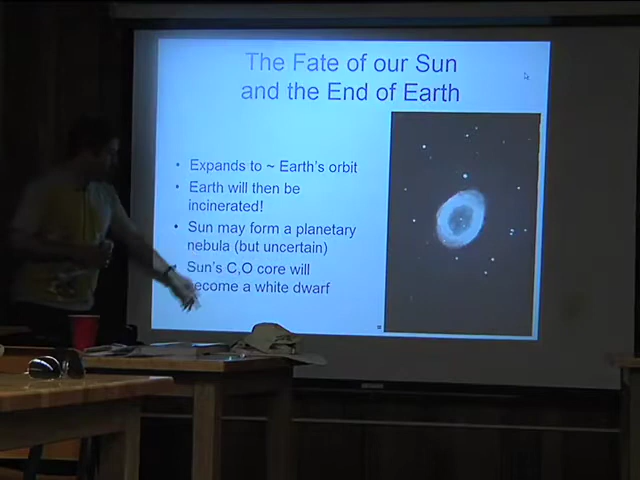 The Fate of our Sun
and the End of Earth
• Expands to ~ Earth's orbit
• Earth will then be
incinerated!
• Sun may form a planetary
nebula (but uncertain)
• Sun's C,O core will
ecome a white dwarf